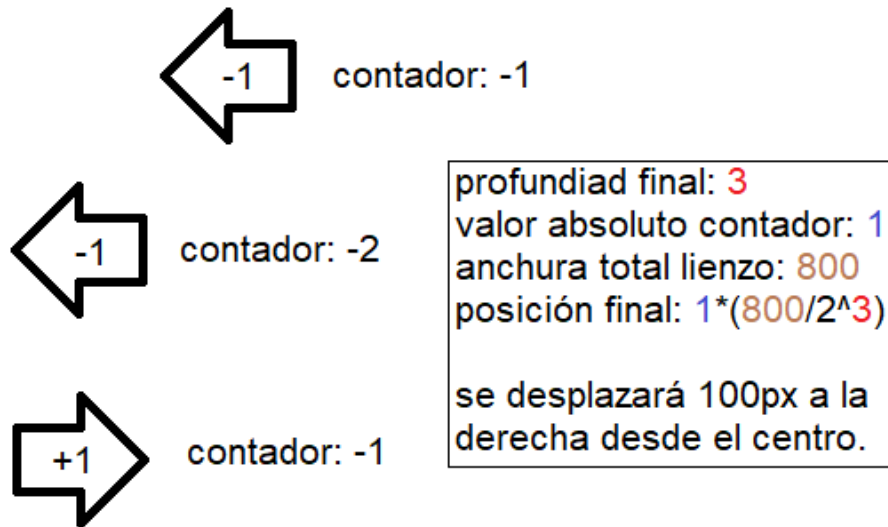 -1 contador: -1
-1 contador: -2
+1 contador: -1
profundiad final: 3
valor absoluto contador: 1
anchura total lienzo: 800
posición final: 1*(800/2^3)
se desplazará 100px a la
derecha desde el centro.